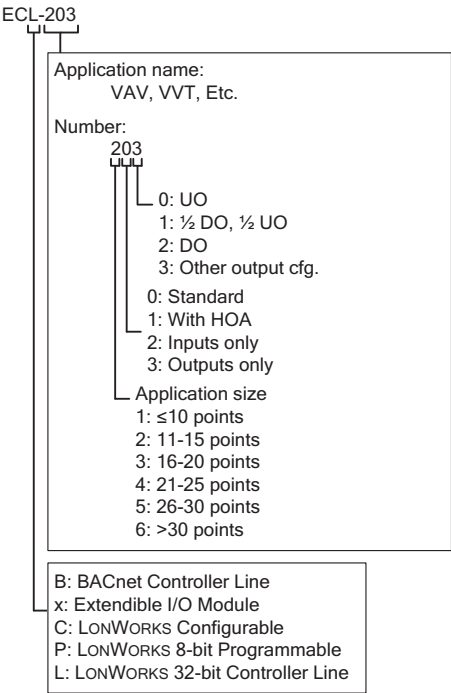 ECL-203
Application name:
VAV, VVT, Etc.
Number:
203
0: UO
1: ½ DO, ½ UO
2: DO
3: Other output cfg.
0: Standard
1: With HOA
2: Inputs only
3: Outputs only
Application size
1: ≤10 points
2: 11-15 points
3: 16-20 points
4: 21-25 points
5: 26-30 points
6: >30 points
B: BACnet Controller Line
x: Extendible I/O Module
C: LONWORKS Configurable
P: LONWORKS 8-bit Programmable
L: LONWORKS 32-bit Controller Line